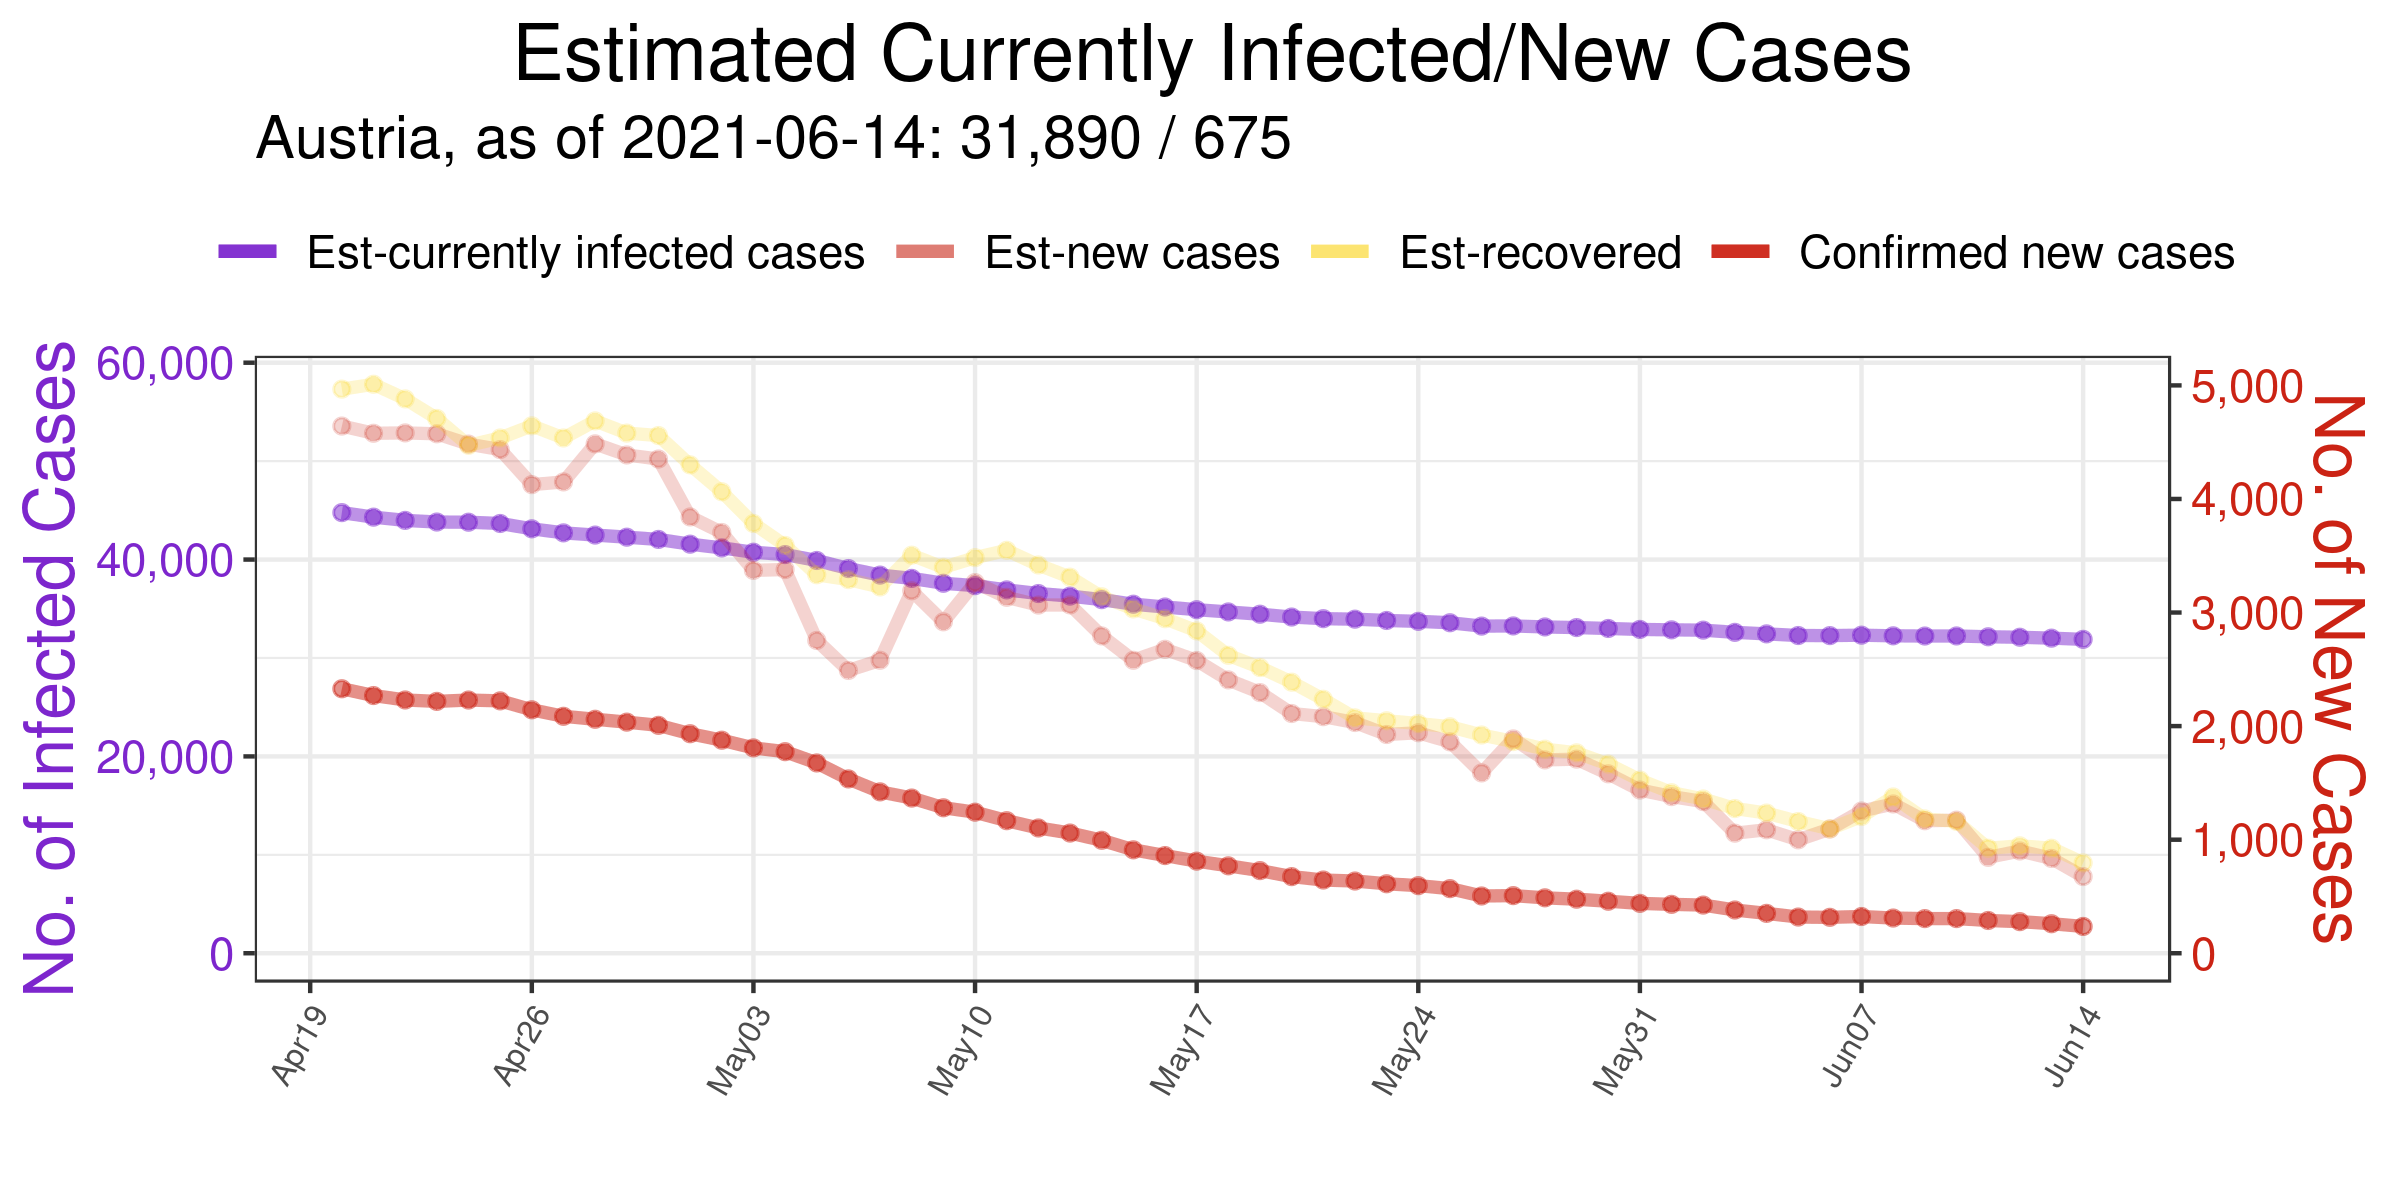 Estimated Currently Infected/New Cases
Austria, as of 2021-06-14: 31,890 / 675
Est-currently infected cases Est-new cases Est-recovered Confirmed new cases
No. of Infected Cases
60,000
40,000
20,000
0
5,000
4,000
3,000
2,000
1,000
0
No. of New Cases
Apr19 Apr26 May03 May10 May17 May24 May31 Jun07 Jun14